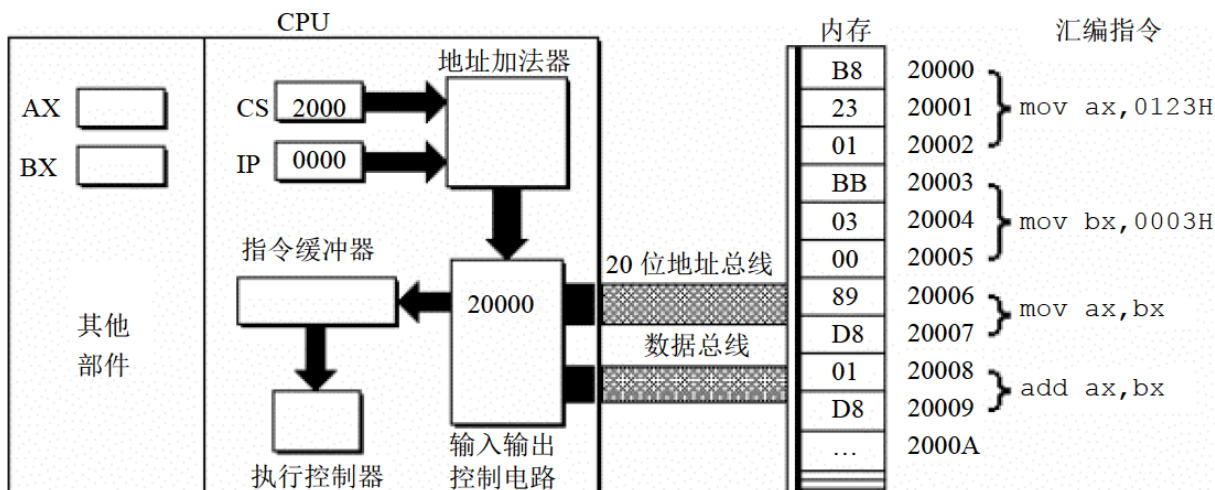 CPU
内存
汇编指令
地址加法器
AX
BX
CS
2000
IP
0000
指令缓冲器
20000
其他
部件
执行控制器
输入输出
控制电路
20位地址总线
数据总线
B8 20000
23 20001 mov ax,0123H
01 20002
BB 20003
03 20004 mov bx,0003H
00 20005
89 20006
mov ax,bx
D8 20007
01 20008
add ax,bx
D8 20009
… 2000A